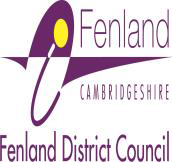 Fenland
CAMBRIDGESHIRE
Fenland District Council